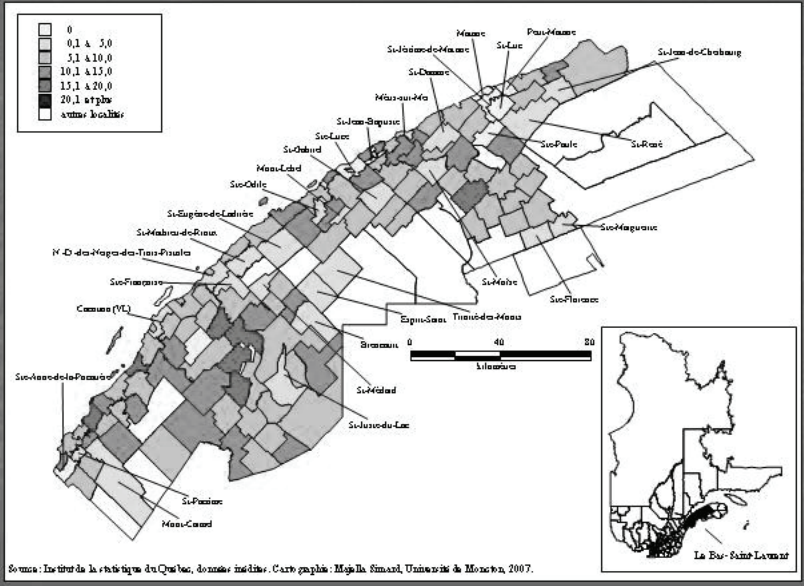 0
0,1 à 5,0
5,1 à 10,0
10,1 à 15,0
15,1 à 20,0
20,1 et plus
autres localités
Matane
Petit-Matane
St-Luc
St-Jérôme-de-Matane
St-Jean-de-Cherbourg
St-Damase
Métis-sur-Mer
St-Jean-Baptiste
Ste-Luce
St-Gabriel
Ste-Paule
St-René
Mont-Lebel
Ste-Odile
St-Eugène-de-Ladrière
St-Mathieu-de-Rioux
Ste-Marguerite
N.-D.-des-Neiges-des-Trois-Pistoles
St-Moïse
Ste-Françoise
Ste-Florence
Cacouna (VL)
Esprit-Saint
Trinité-des-Monts
Biencourt
0 40 80
kilomètres
Ste-Anne-de-la-Pocatière
St-Médard
St-Juste-du-Lac
St-Pacôme
Mont-Carmel
Le Bas-Saint-Laurent
Source: Institut de la statistique du Québec, données inédites. Cartographie: Majella Simard, Université de Moncton, 2007.